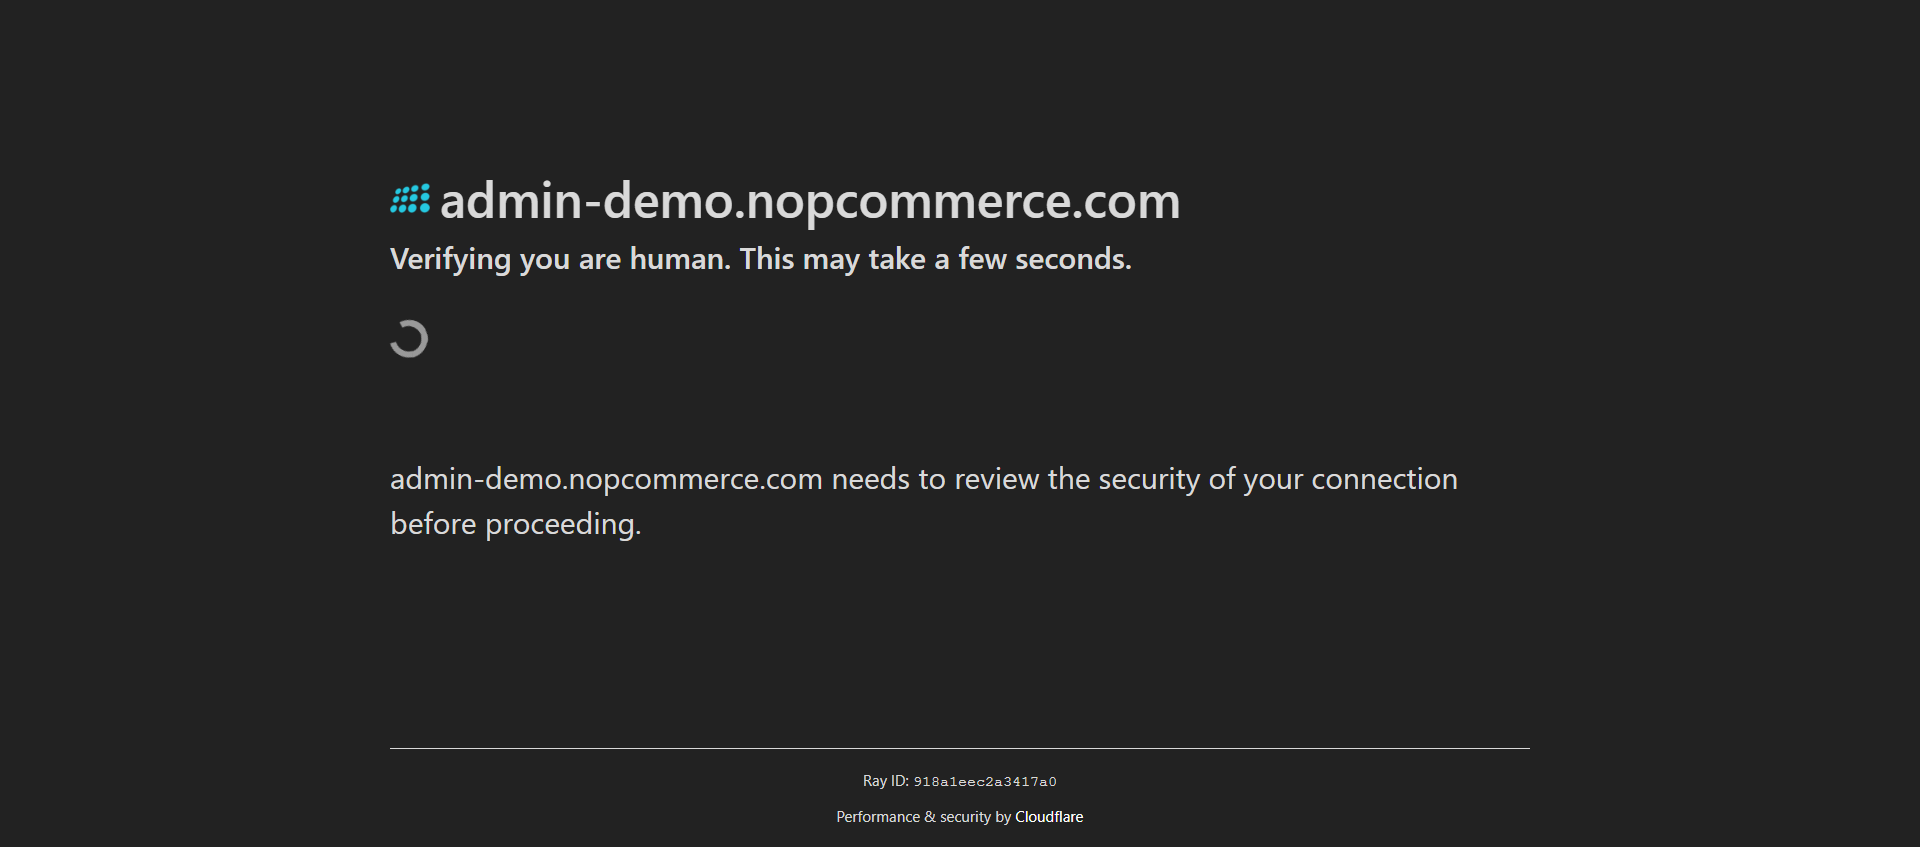 admin-demo.nopcommerce.com
Verifying you are human. This may take a few seconds.
admin-demo.nopcommerce.com needs to review the security of your connection
before proceeding.
Ray ID: 918a1eec2a3417a0
Performance & security by Cloudflare